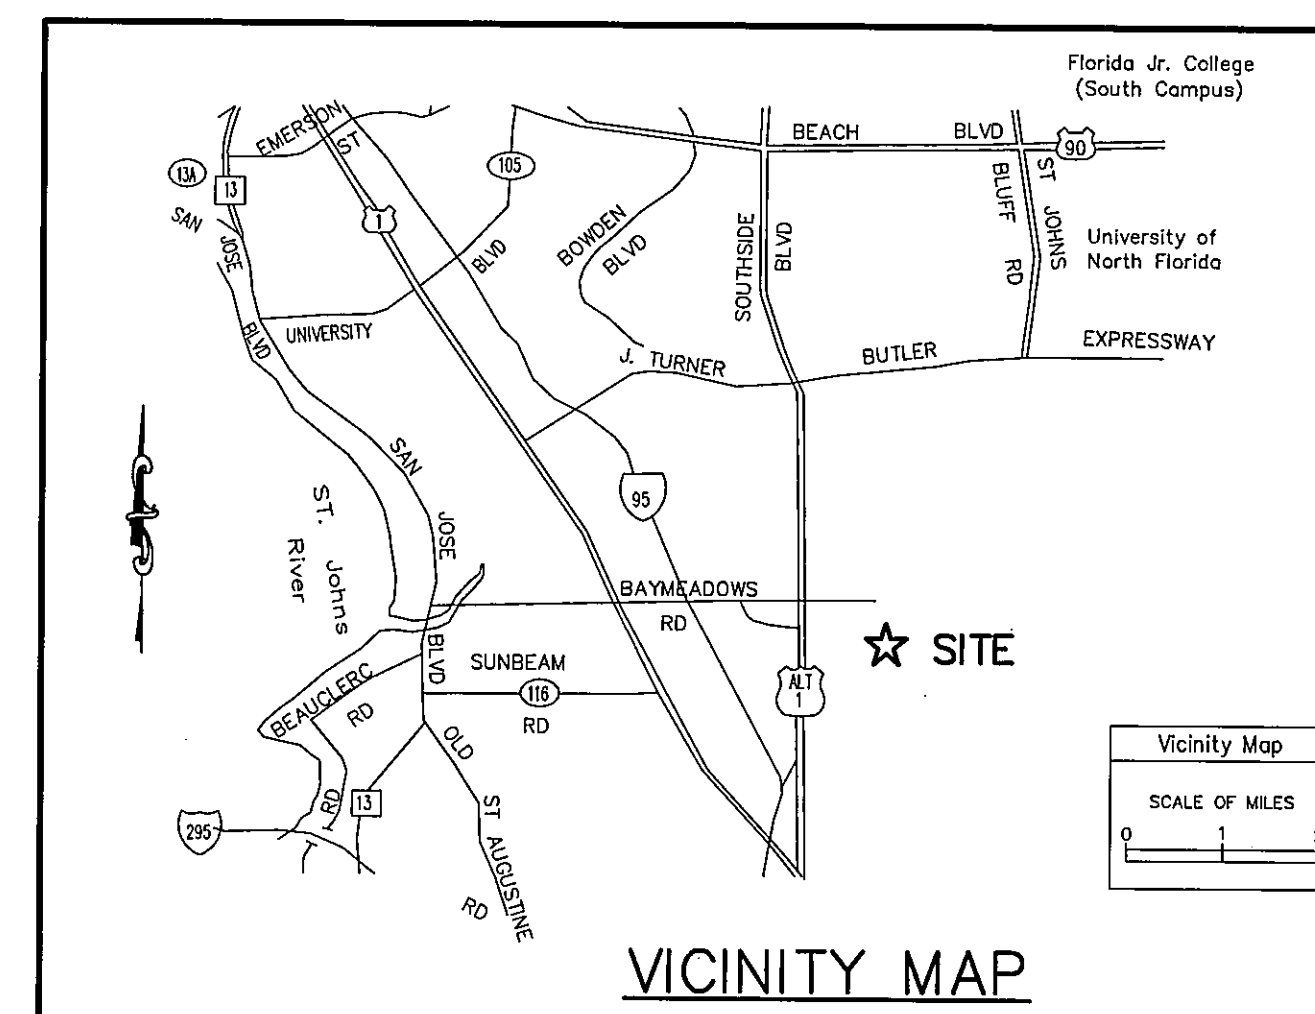 Florida Jr. College
(South Campus)
EMERSON
ST
BEACH BLVD
90
13A
13
105
1
SAN
JOSE
BLVD
BOWDEN
BLVD
BLVD
SOUTHSIDE
BLVD
BLUFF
RD
ST JOHNS
University of
North Florida
UNIVERSITY
J. TURNER
BUTLER
EXPRESSWAY
SAN
JOSE
BLVD
95
ST. Johns
River
BAYMEADOWS
RD
SITE
SUNBEAM
116
RD
ALT
1
BEAUCLERC
RD
RD
OLD
ST AUGUSTINE
RD
13
295
Vicinity Map
SCALE OF MILES
0 1
VICINITY MAP